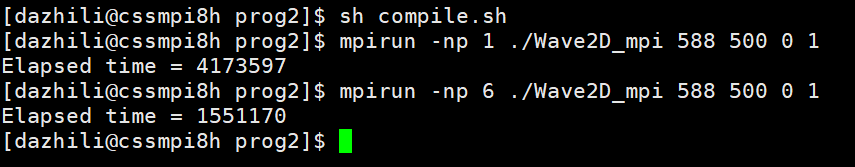 [dazhili@cssmpi8h prog2]$ sh compile.sh
[dazhili@cssmpi8h prog2]$ mpirun -np 1 ./Wave2D_mpi 588 500 0 1
Elapsed time = 4173597
[dazhili@cssmpi8h prog2]$ mpirun -np 6 ./Wave2D_mpi 588 500 0 1
Elapsed time = 1551170
[dazhili@cssmpi8h prog2]$